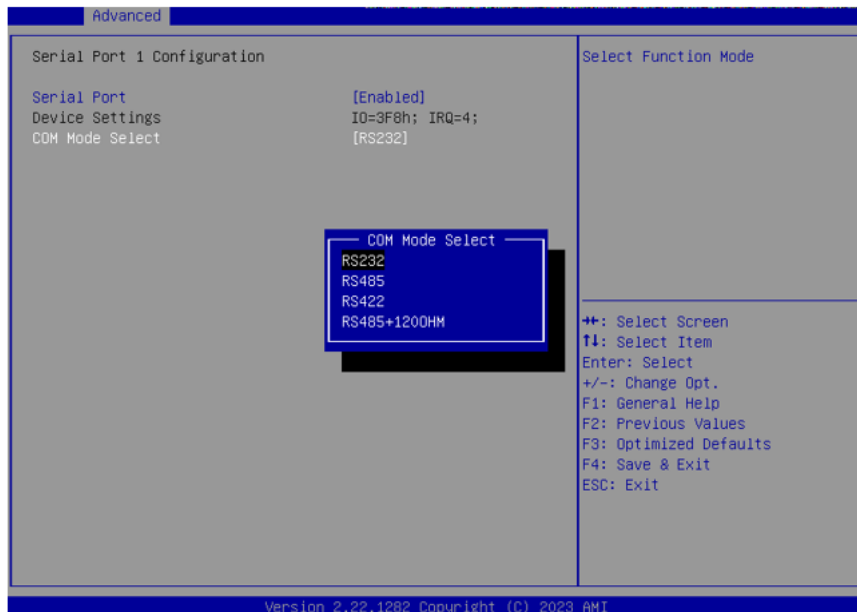 Advanced
Serial Port 1 Configuration
Select Function Mode
Serial Port [Enabled]
Device Settings IO=3F8h; IRQ=4;
COM Mode Select [RS232]
COM Mode Select
RS232
RS485
RS422
RS485+120OHM
: Select Screen
↑↓: Select Item
Enter: Select
+/-: Change Opt.
F1: General Help
F2: Previous Values
F3: Optimized Defaults
F4: Save & Exit
ESC: Exit
Version 2.22.1282 Copyright (C) 2023 AMI